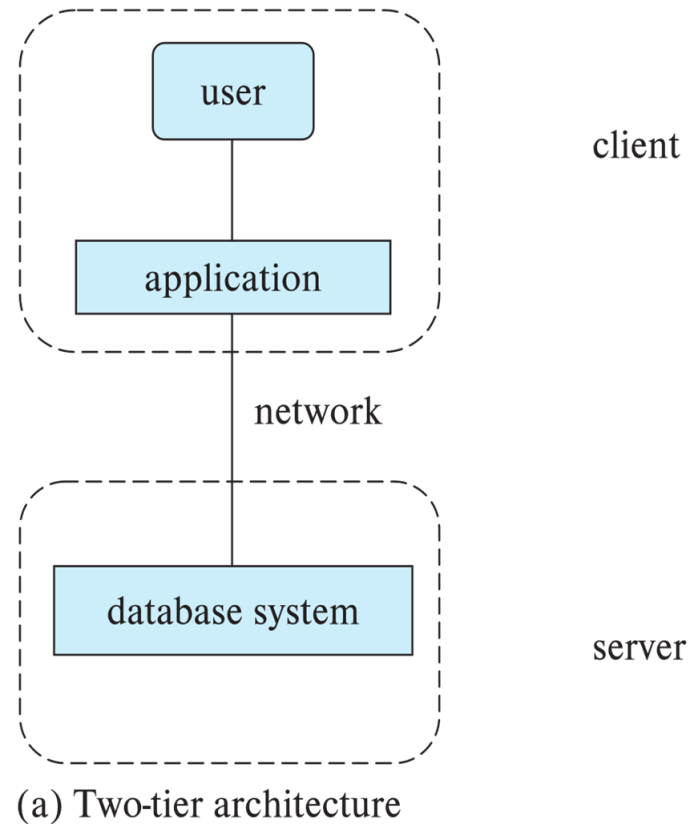 user
client
application
network
database system
server
(a) Two-tier architecture